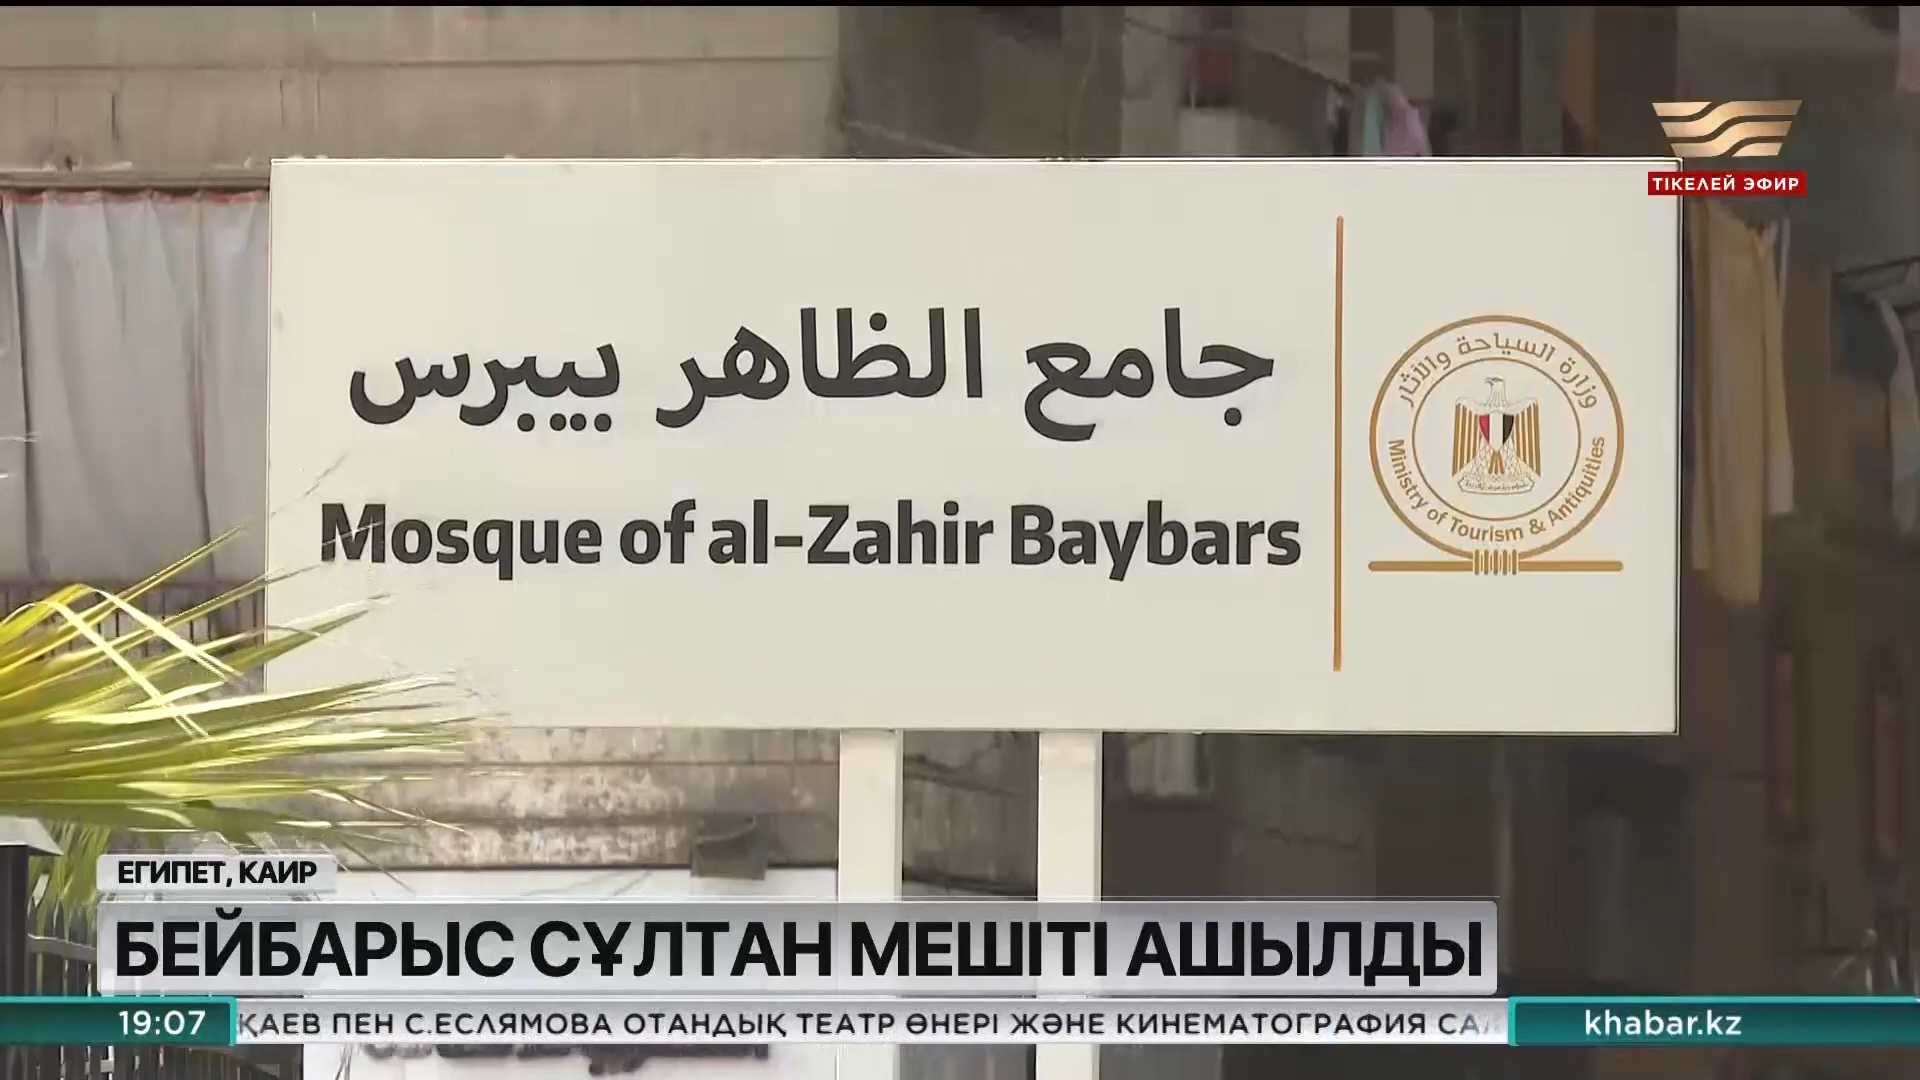 ТІКЕЛЕЙ ЭФИР
جامع الظاهر بيبرس
Mosque of al-Zahir Baybars
وزارة السياحة والآثار
Ministry of Tourism & Antiquities
ЕГИПЕТ, КАИР
БЕЙБАРЫС СҰЛТАН МЕШІТІ АШЫЛДЫ
19:07
ҚАЕВ ПЕН С.ЕСЛЯМОВА ОТАНДЫҚ ТЕАТР ӨНЕРІ ЖӘНЕ КИНЕМАТОГРАФИЯ СА
khabar.kz